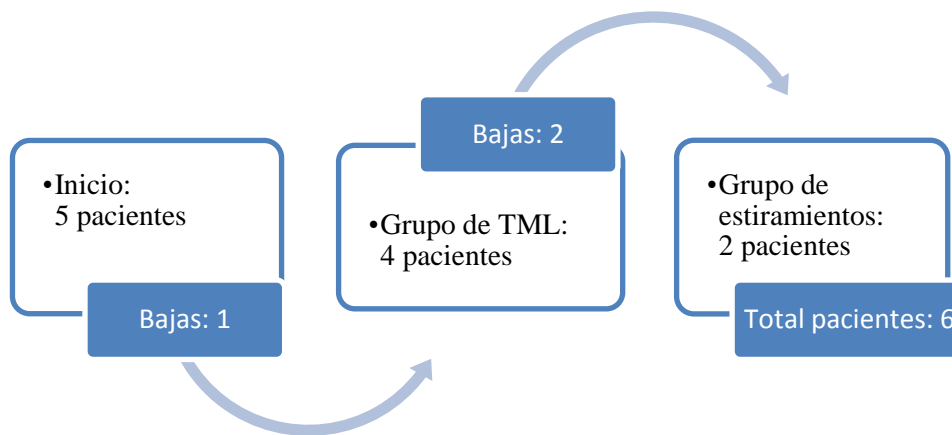 •Inicio:
5 pacientes
Bajas: 1
Bajas: 2
•Grupo de TML:
4 pacientes
•Grupo de
estiramientos:
2 pacientes
Total pacientes: 6